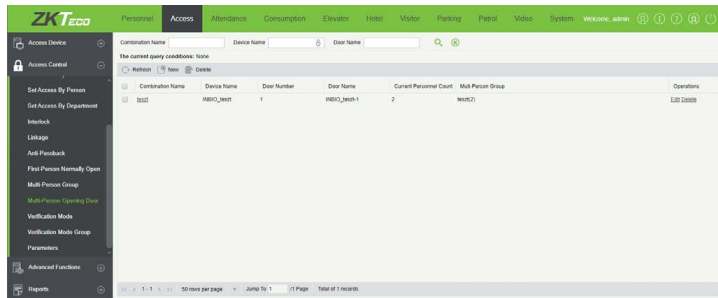 ZKTeco
Personnel Access Attendance Consumption Elevator Hotel Visitor Parking Patrol Video System Welcome, admin
Access Device
Access Control
Set Access By Person
Set Access By Department
Interlock
Linkage
Anti-Passback
First-Person Normally Open
Multi-Person Group
Multi-Person Opening Door
Verification Mode
Verification Mode Group
Parameters
Advanced Functions
Reports
Combination Name Device Name Door Name
The current query conditions: None
Refresh New Delete
Combination Name Device Name Door Number Door Name Current Personnel Count Multi-Person Group Operations
teszt INBIO_teszt 1 INBIO_teszt-1 2 teszt(2) Edit Delete
1-1 50 rows per page Jump To 1 /1 Page Total of 1 records